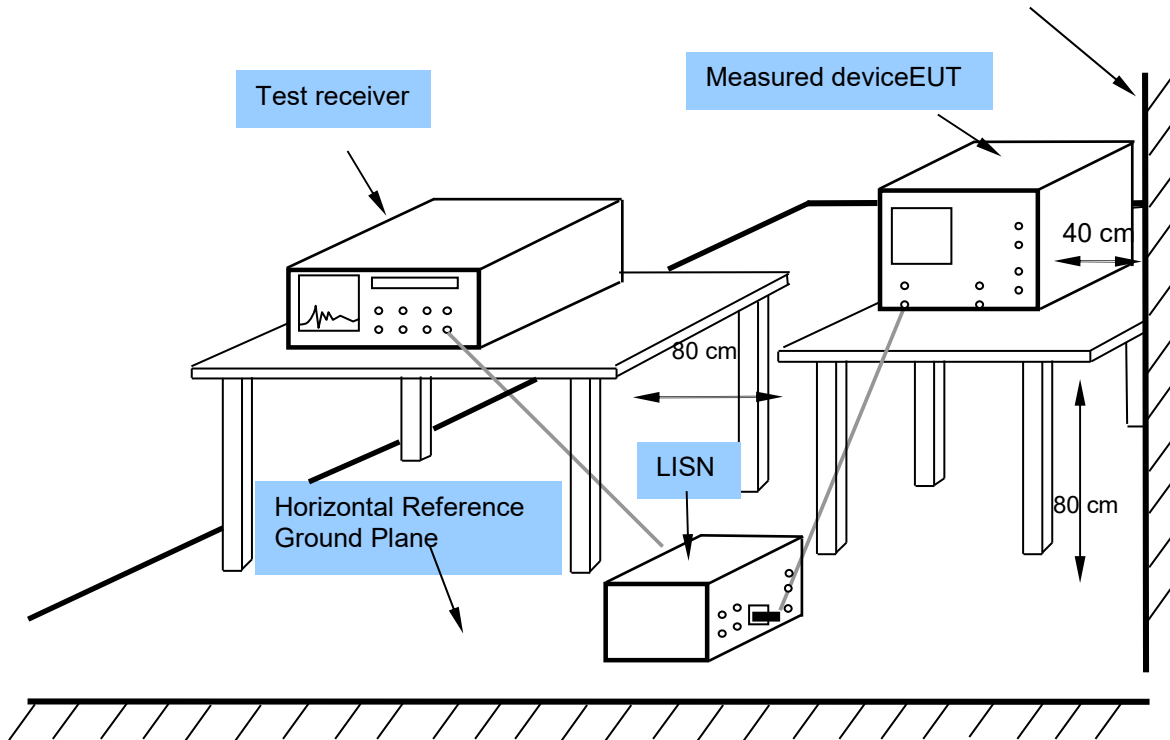 Measured deviceEUT
Test receiver
40 cm
80 cm
LISN
Horizontal Reference
Ground Plane
80 cm